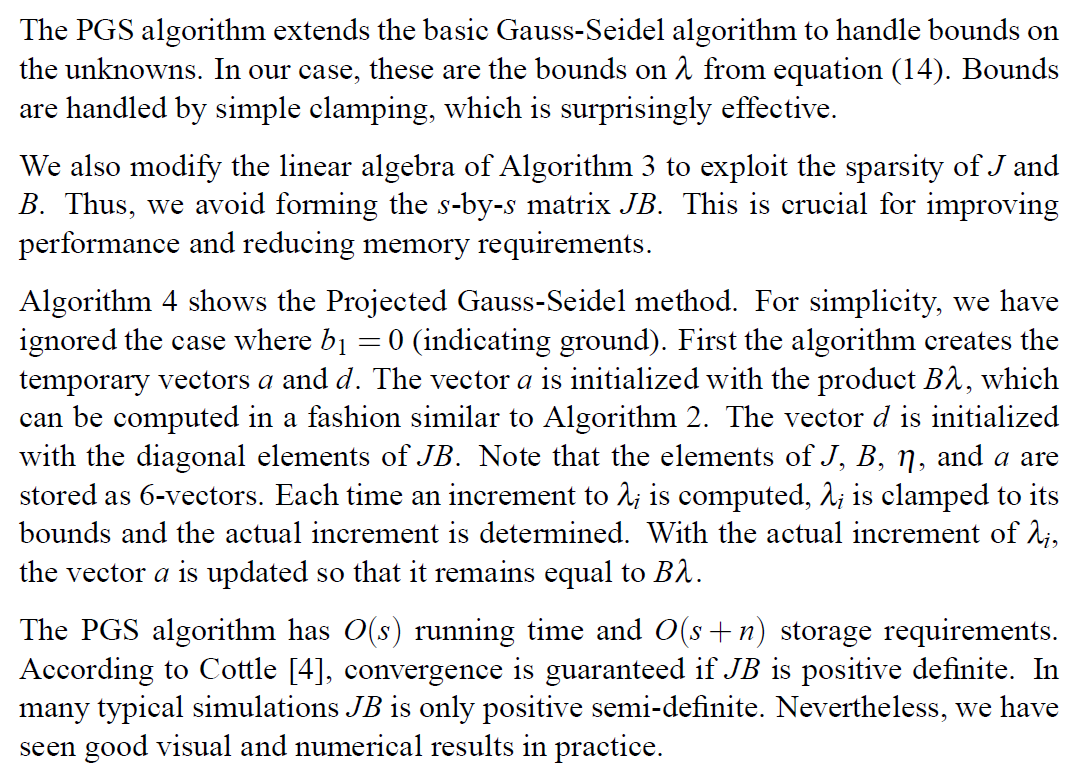 The PGS algorithm extends the basic Gauss-Seidel algorithm to handle bounds on
the unknowns. In our case, these are the bounds on λ from equation (14). Bounds
are handled by simple clamping, which is surprisingly effective.
We also modify the linear algebra of Algorithm 3 to exploit the sparsity of J and
B. Thus, we avoid forming the s-by-s matrix JB. This is crucial for improving
performance and reducing memory requirements.
Algorithm 4 shows the Projected Gauss-Seidel method. For simplicity, we have
ignored the case where b₁ = 0 (indicating ground). First the algorithm creates the
temporary vectors a and d. The vector a is initialized with the product Bλ, which
can be computed in a fashion similar to Algorithm 2. The vector d is initialized
with the diagonal elements of JB. Note that the elements of J, B, η, and a are
stored as 6-vectors. Each time an increment to λᵢ is computed, λᵢ is clamped to its
bounds and the actual increment is determined. With the actual increment of λᵢ,
the vector a is updated so that it remains equal to Bλ.
The PGS algorithm has O(s) running time and O(s+n) storage requirements.
According to Cottle [4], convergence is guaranteed if JB is positive definite. In
many typical simulations JB is only positive semi-definite. Nevertheless, we have
seen good visual and numerical results in practice.